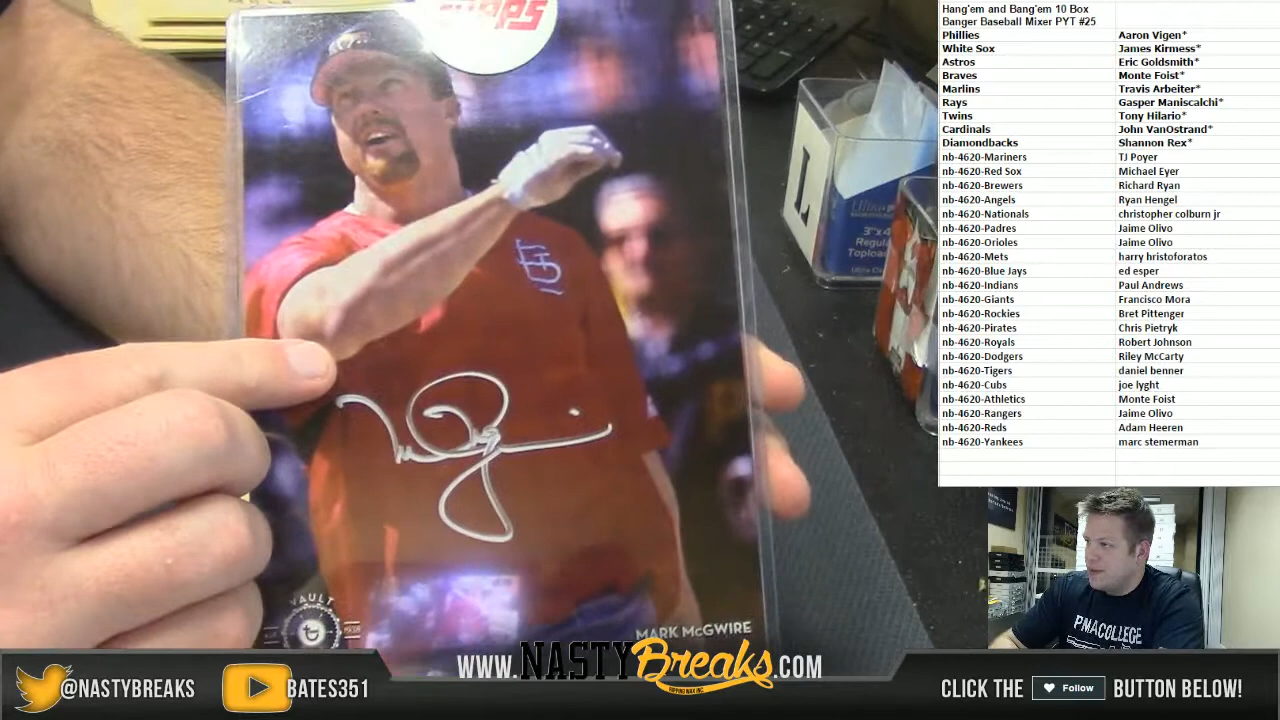 TOPPS
L
3"x4"
VAULT
MARK McGWIRE
Hang'em and Bang'em 10 Box
Banger Baseball Mixer PYT #25
Phillies Aaron Vigen*
White Sox James Kirmess*
Astros Eric Goldsmith*
Braves Monte Foist*
Marlins Travis Arbeiter*
Rays Gasper Maniscalchi*
Twins Tony Hilario*
Cardinals John VanOstrand*
Diamondbacks Shannon Rex*
nb-4620-Mariners TJ Poyer
nb-4620-Red Sox Michael Eyer
nb-4620-Brewers Richard Ryan
nb-4620-Angels Ryan Hengel
nb-4620-Nationals christopher colburn jr
nb-4620-Padres Jaime Olivo
nb-4620-Orioles Jaime Olivo
nb-4620-Mets harry hristoforatos
nb-4620-Blue Jays ed esper
nb-4620-Indians Paul Andrews
nb-4620-Giants Francisco Mora
nb-4620-Rockies Bret Pittenger
nb-4620-Pirates Chris Pietryk
nb-4620-Royals Robert Johnson
nb-4620-Dodgers Riley McCarty
nb-4620-Tigers daniel benner
nb-4620-Cubs joe lyght
nb-4620-Athletics Monte Foist
nb-4620-Rangers Jaime Olivo
nb-4620-Reds Adam Heeren
nb-4620-Yankees marc stemerman
PMACOLLEGE
@NASTYBREAKS
BATES351
WWW.NASTYBreaks.COM
RIPPING WAX INC.
CLICK THE Follow BUTTON BELOW!